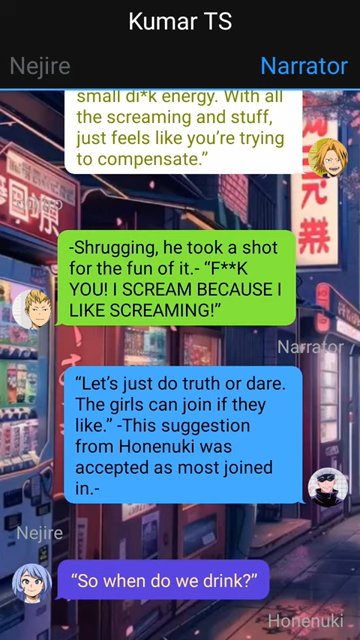 Kumar TS
Nejire
Narrator
small di*k energy. With all
the screaming and stuff,
just feels like you're trying
to compensate.”
-Shrugging, he took a shot
for the fun of it.- “F**K
YOU! I SCREAM BECAUSE I
LIKE SCREAMING!”
Narrator
“Let's just do truth or dare.
The girls can join if they
like.” -This suggestion
from Honenuki was
accepted as most joined
in.-
Nejire
“So when do we drink?”
Honenuki